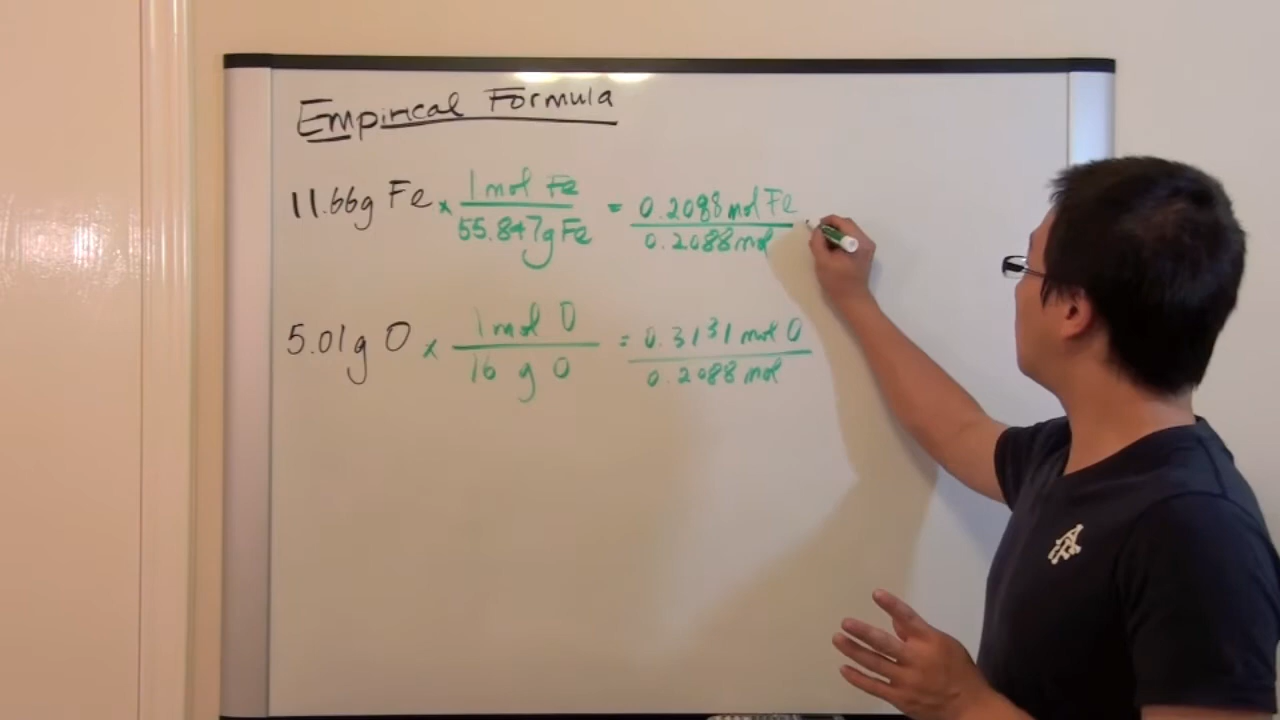 Empirical Formula
11.66g Fe × 1 mol Fe / 55.847g Fe = 0.2088 mol Fe / 0.2088 mol
5.01g O × 1 mol O / 16 g O = 0.3131 mol O / 0.2088 mol